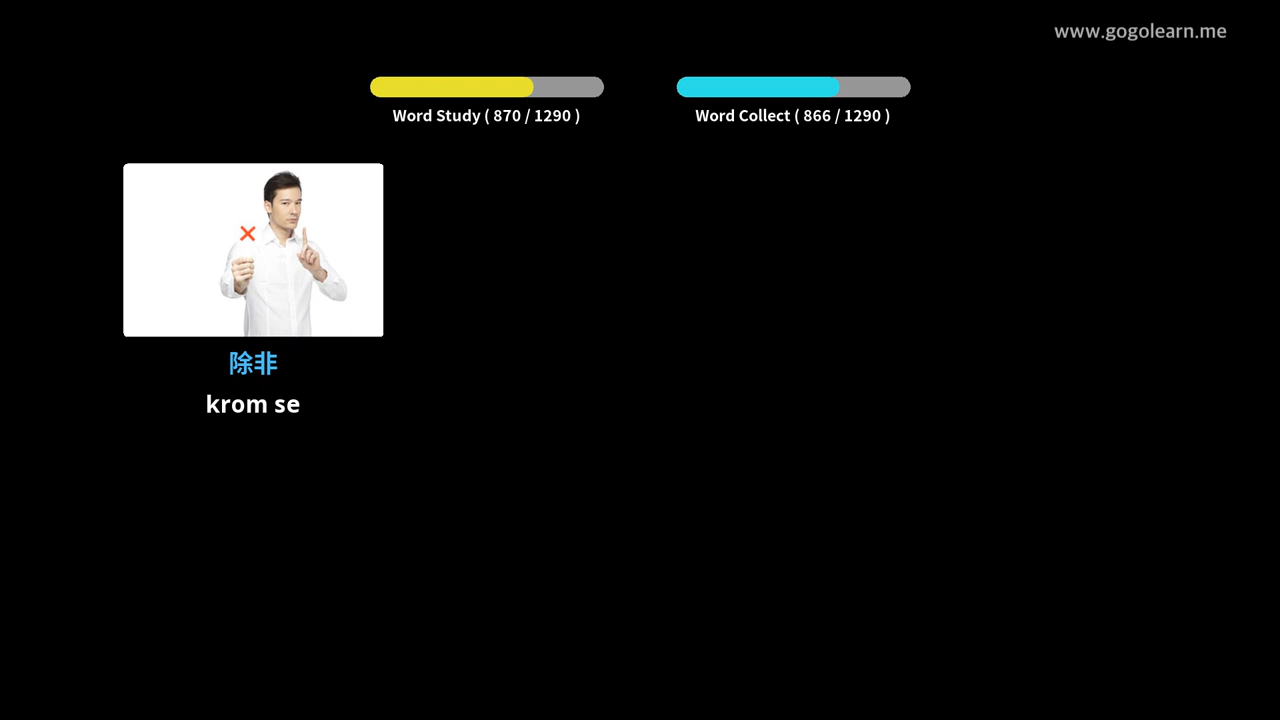 www.gogolearn.me
Word Study ( 870 / 1290 )
Word Collect ( 866 / 1290 )
除非
krom se